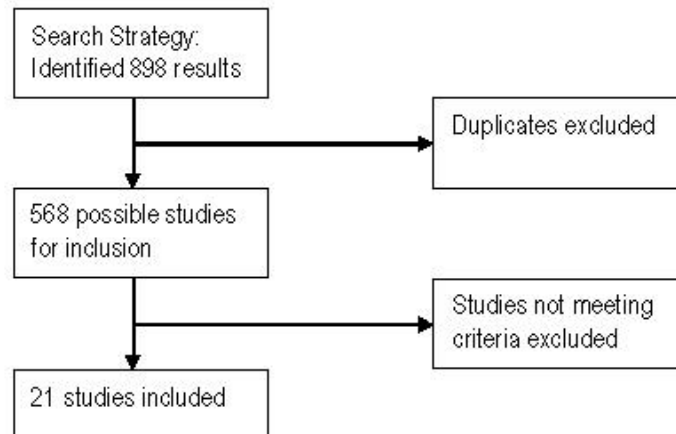 Search Strategy:
Identified 898 results
Duplicates excluded
568 possible studies
for inclusion
Studies not meeting
criteria excluded
21 studies included